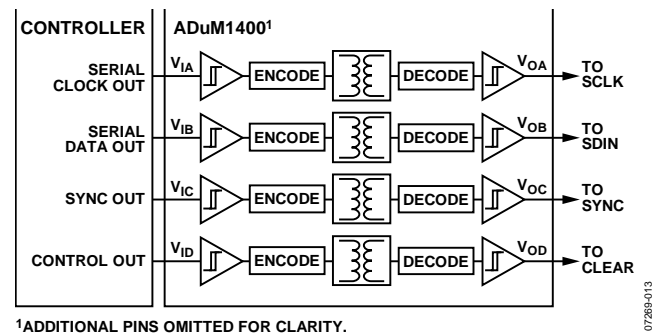 CONTROLLER
ADuM1400¹
SERIAL
CLOCK OUT
V_IA
ENCODE
DECODE
V_OA
TO
SCLK
SERIAL
DATA OUT
V_IB
ENCODE
DECODE
V_OB
TO
SDIN
SYNC OUT
V_IC
ENCODE
DECODE
V_OC
TO
SYNC
CONTROL OUT
V_ID
ENCODE
DECODE
V_OD
TO
CLEAR
¹ADDITIONAL PINS OMITTED FOR CLARITY.
07269-013